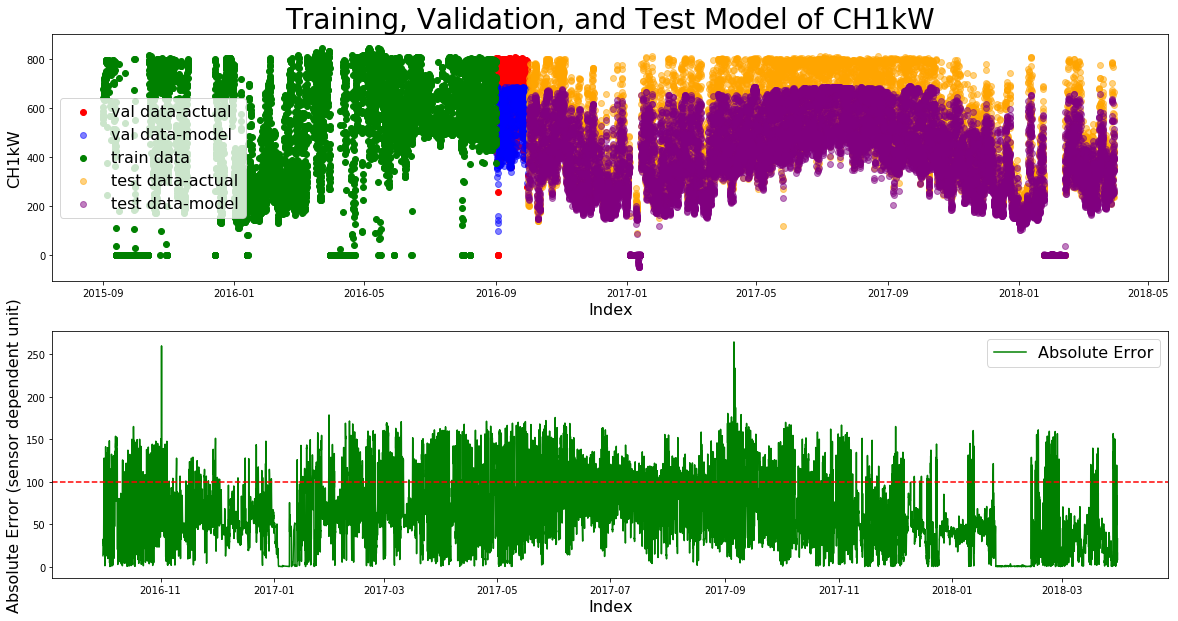 Training, Validation, and Test Model of CH1kW
CH1kW
800
600
400
200
0
val data-actual
val data-model
train data
test data-actual
test data-model
2015-09 2016-01 2016-05 2016-09 2017-01 2017-05 2017-09 2018-01 2018-05
Index
Absolute Error (sensor dependent unit)
250
200
150
100
50
0
Absolute Error
2016-11 2017-01 2017-03 2017-05 2017-07 2017-09 2017-11 2018-01 2018-03
Index